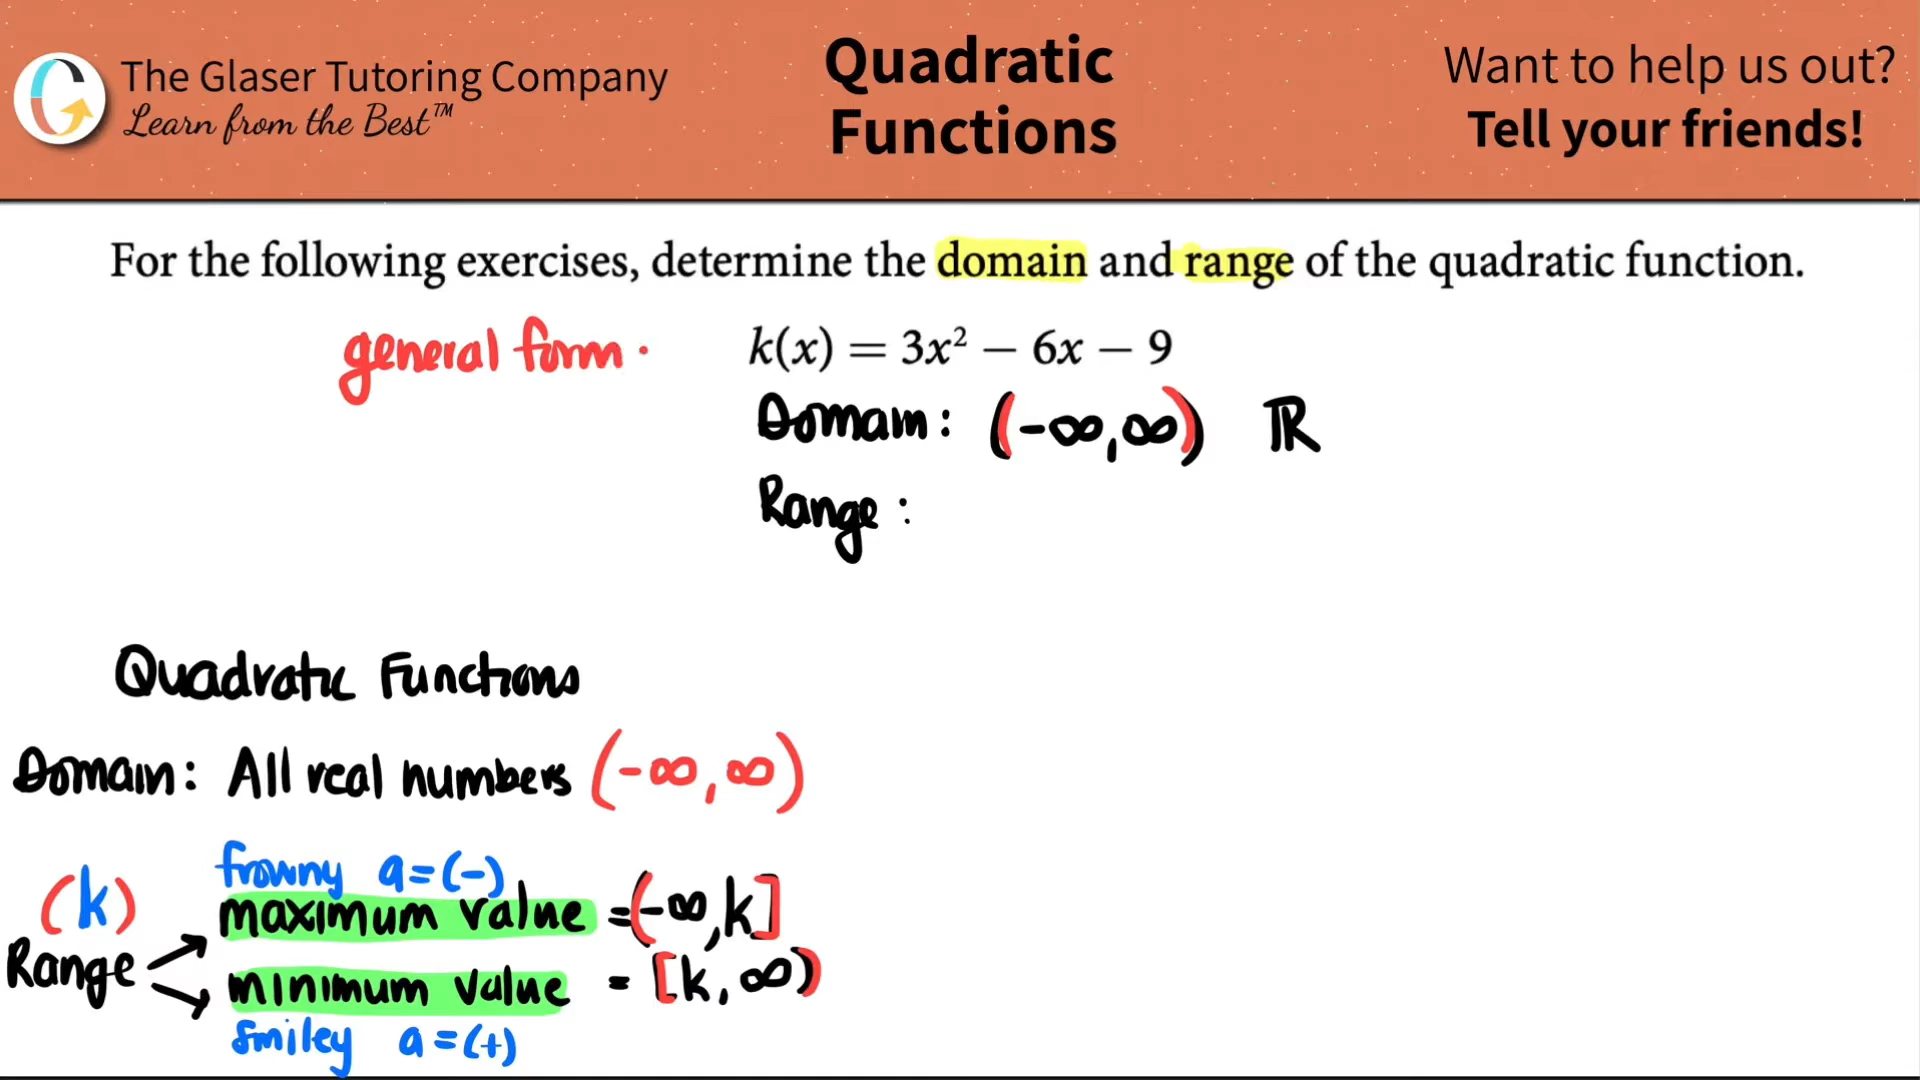 The Glaser Tutoring Company
Learn from the Best™
Quadratic
Functions
Want to help us out?
Tell your friends!
For the following exercises, determine the domain and range of the quadratic function.
general form.
k(x) = 3x² − 6x − 9
Domain: (-∞,∞) ℝ
Range:
Quadratic Functions
Domain: All real numbers (-∞,∞)
frowny a=(-)
(k)
maximum value =(-∞,k]
Range
minimum value = [k,∞)
smiley a=(+)